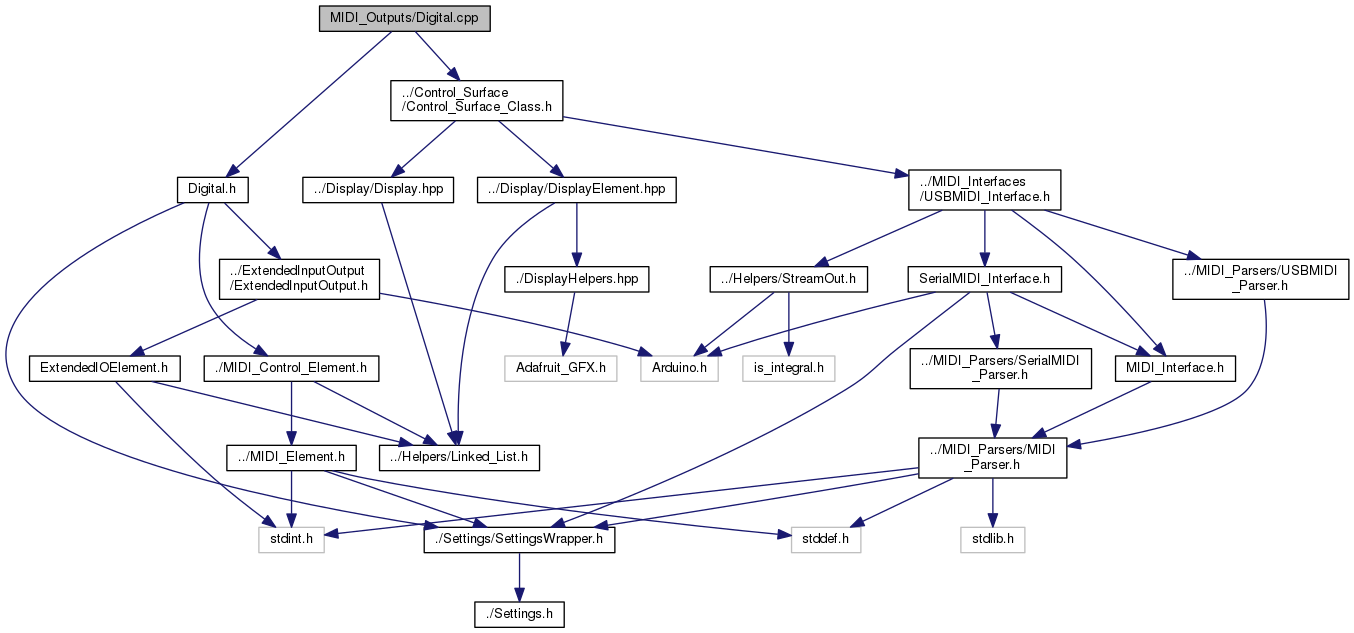 MIDI_Outputs/Digital.cpp
../Control_Surface
/Control_Surface_Class.h
Digital.h
../Display/Display.hpp
../Display/DisplayElement.hpp
../MIDI_Interfaces
/USBMIDI_Interface.h
../ExtendedInputOutput
/ExtendedInputOutput.h
./DisplayHelpers.hpp
../Helpers/StreamOut.h
SerialMIDI_Interface.h
../MIDI_Parsers/USBMIDI
_Parser.h
ExtendedIOElement.h
./MIDI_Control_Element.h
Adafruit_GFX.h
Arduino.h
is_integral.h
../MIDI_Parsers/SerialMIDI
_Parser.h
MIDI_Interface.h
../MIDI_Element.h
../Helpers/Linked_List.h
../MIDI_Parsers/MIDI
_Parser.h
stdint.h
./Settings/SettingsWrapper.h
stddef.h
stdlib.h
./Settings.h